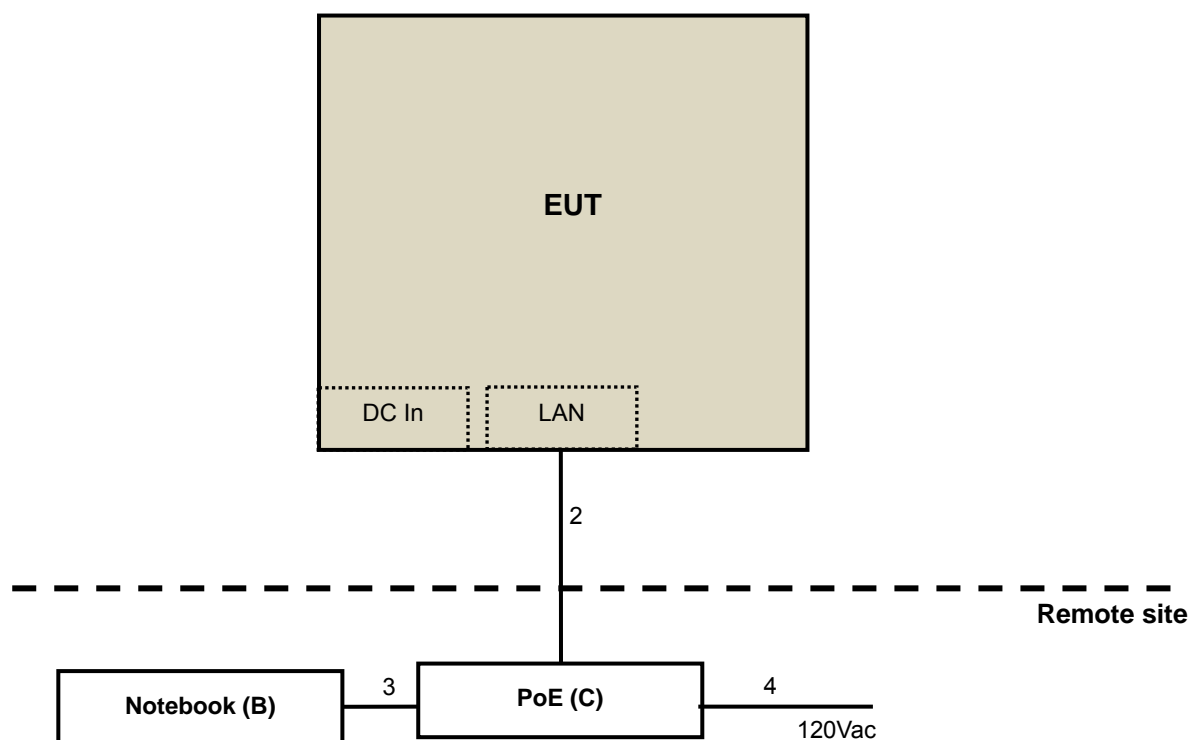 EUT
DC In
LAN
2
Remote site
Notebook (B)
3
PoE (C)
4
120Vac